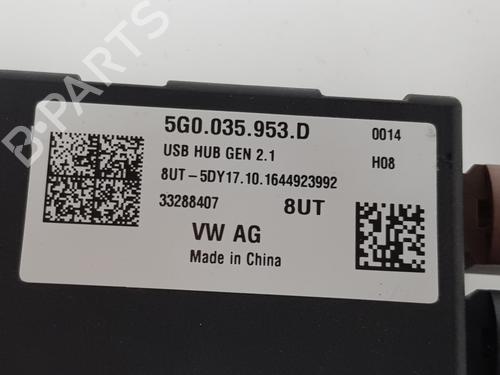 B-PARTS
5G0.035.953.D 0014
USB HUB GEN 2.1 H08
8UT-5DY17.10.1644923992
33288407 8UT
VW AG
Made in China